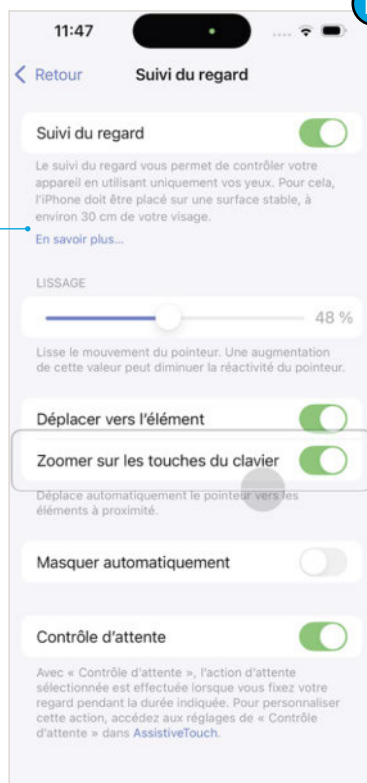 11:47
Retour Suivi du regard
Suivi du regard
Le suivi du regard vous permet de contrôler votre
appareil en utilisant uniquement vos yeux. Pour cela,
l'iPhone doit être placé sur une surface stable, à
environ 30 cm de votre visage.
En savoir plus...
LISSAGE
48 %
Lisse le mouvement du pointeur. Une augmentation
de cette valeur peut diminuer la réactivité du pointeur.
Déplacer vers l'élément
Zoomer sur les touches du clavier
Déplace automatiquement le pointeur vers les
éléments à proximité.
Masquer automatiquement
Contrôle d'attente
Avec « Contrôle d'attente », l'action d'attente
sélectionnée est effectuée lorsque vous fixez votre
regard pendant la durée indiquée. Pour personnaliser
cette action, accédez aux réglages de « Contrôle
d'attente » dans AssistiveTouch.